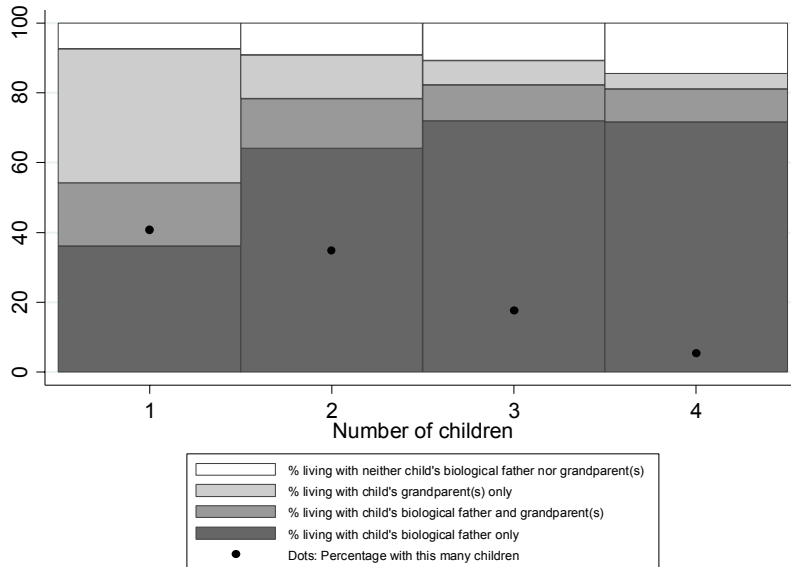 100
80
60
40
20
0
1 2 3 4
Number of children
% living with neither child's biological father nor grandparent(s)
% living with child's grandparent(s) only
% living with child's biological father and grandparent(s)
% living with child's biological father only
Dots: Percentage with this many children